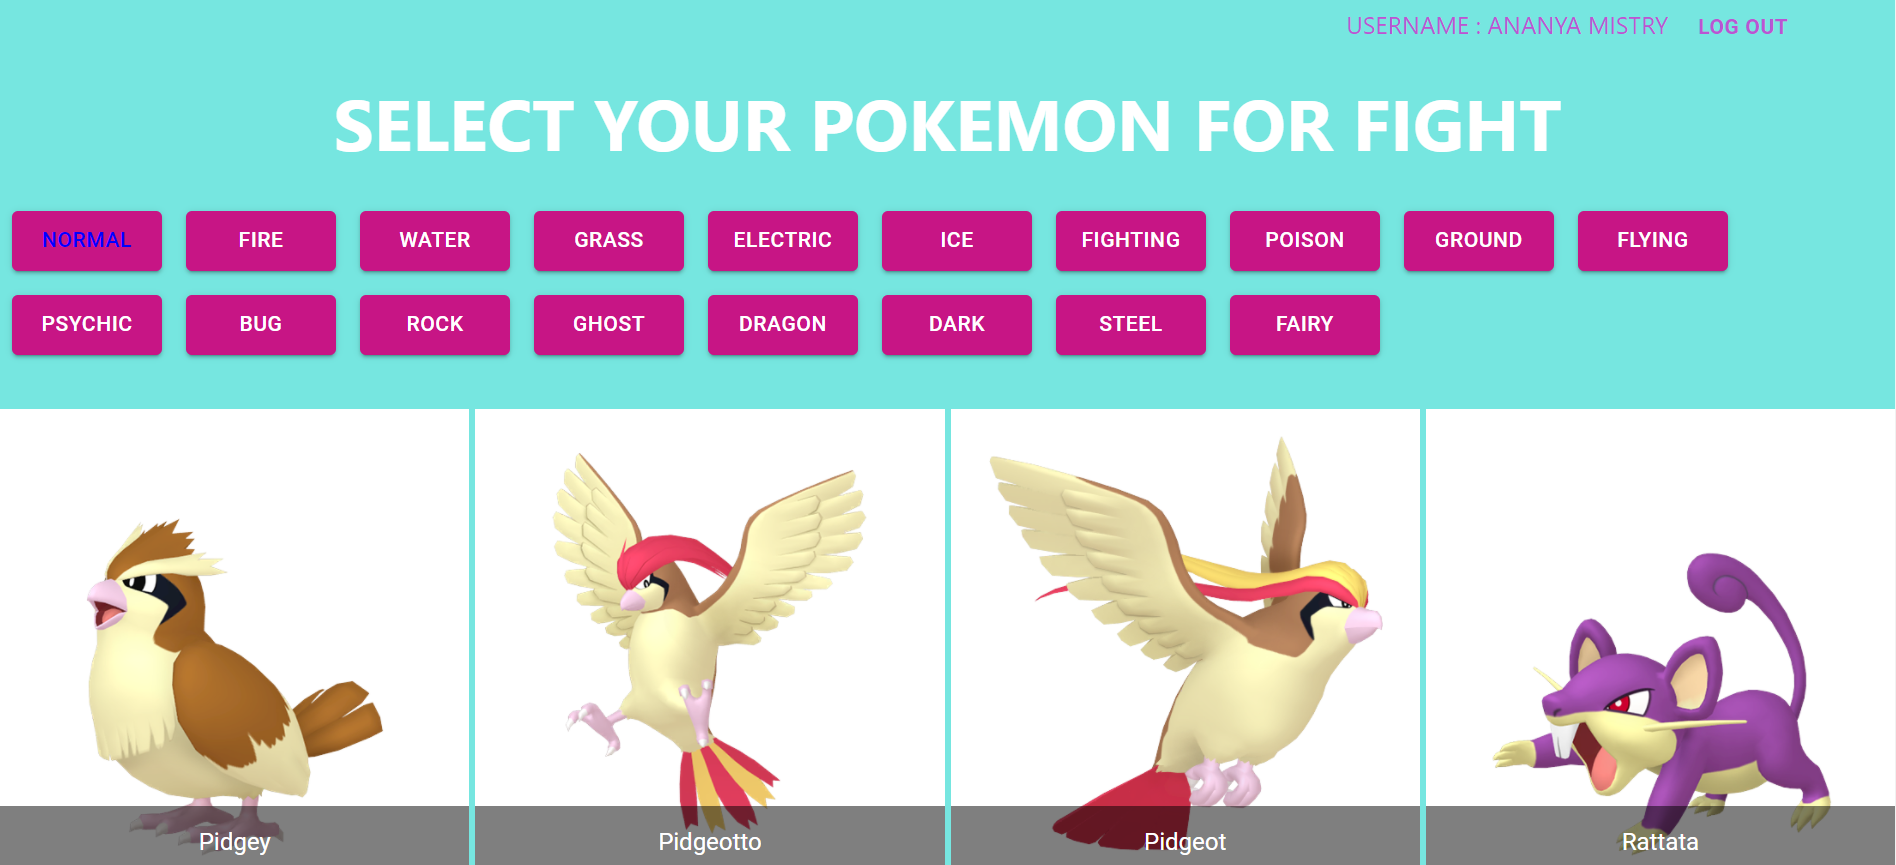 USERNAME : ANANYA MISTRY LOG OUT
SELECT YOUR POKEMON FOR FIGHT
NORMAL FIRE WATER GRASS ELECTRIC ICE FIGHTING POISON GROUND FLYING
PSYCHIC BUG ROCK GHOST DRAGON DARK STEEL FAIRY
Pidgey Pidgeotto Pidgeot Rattata